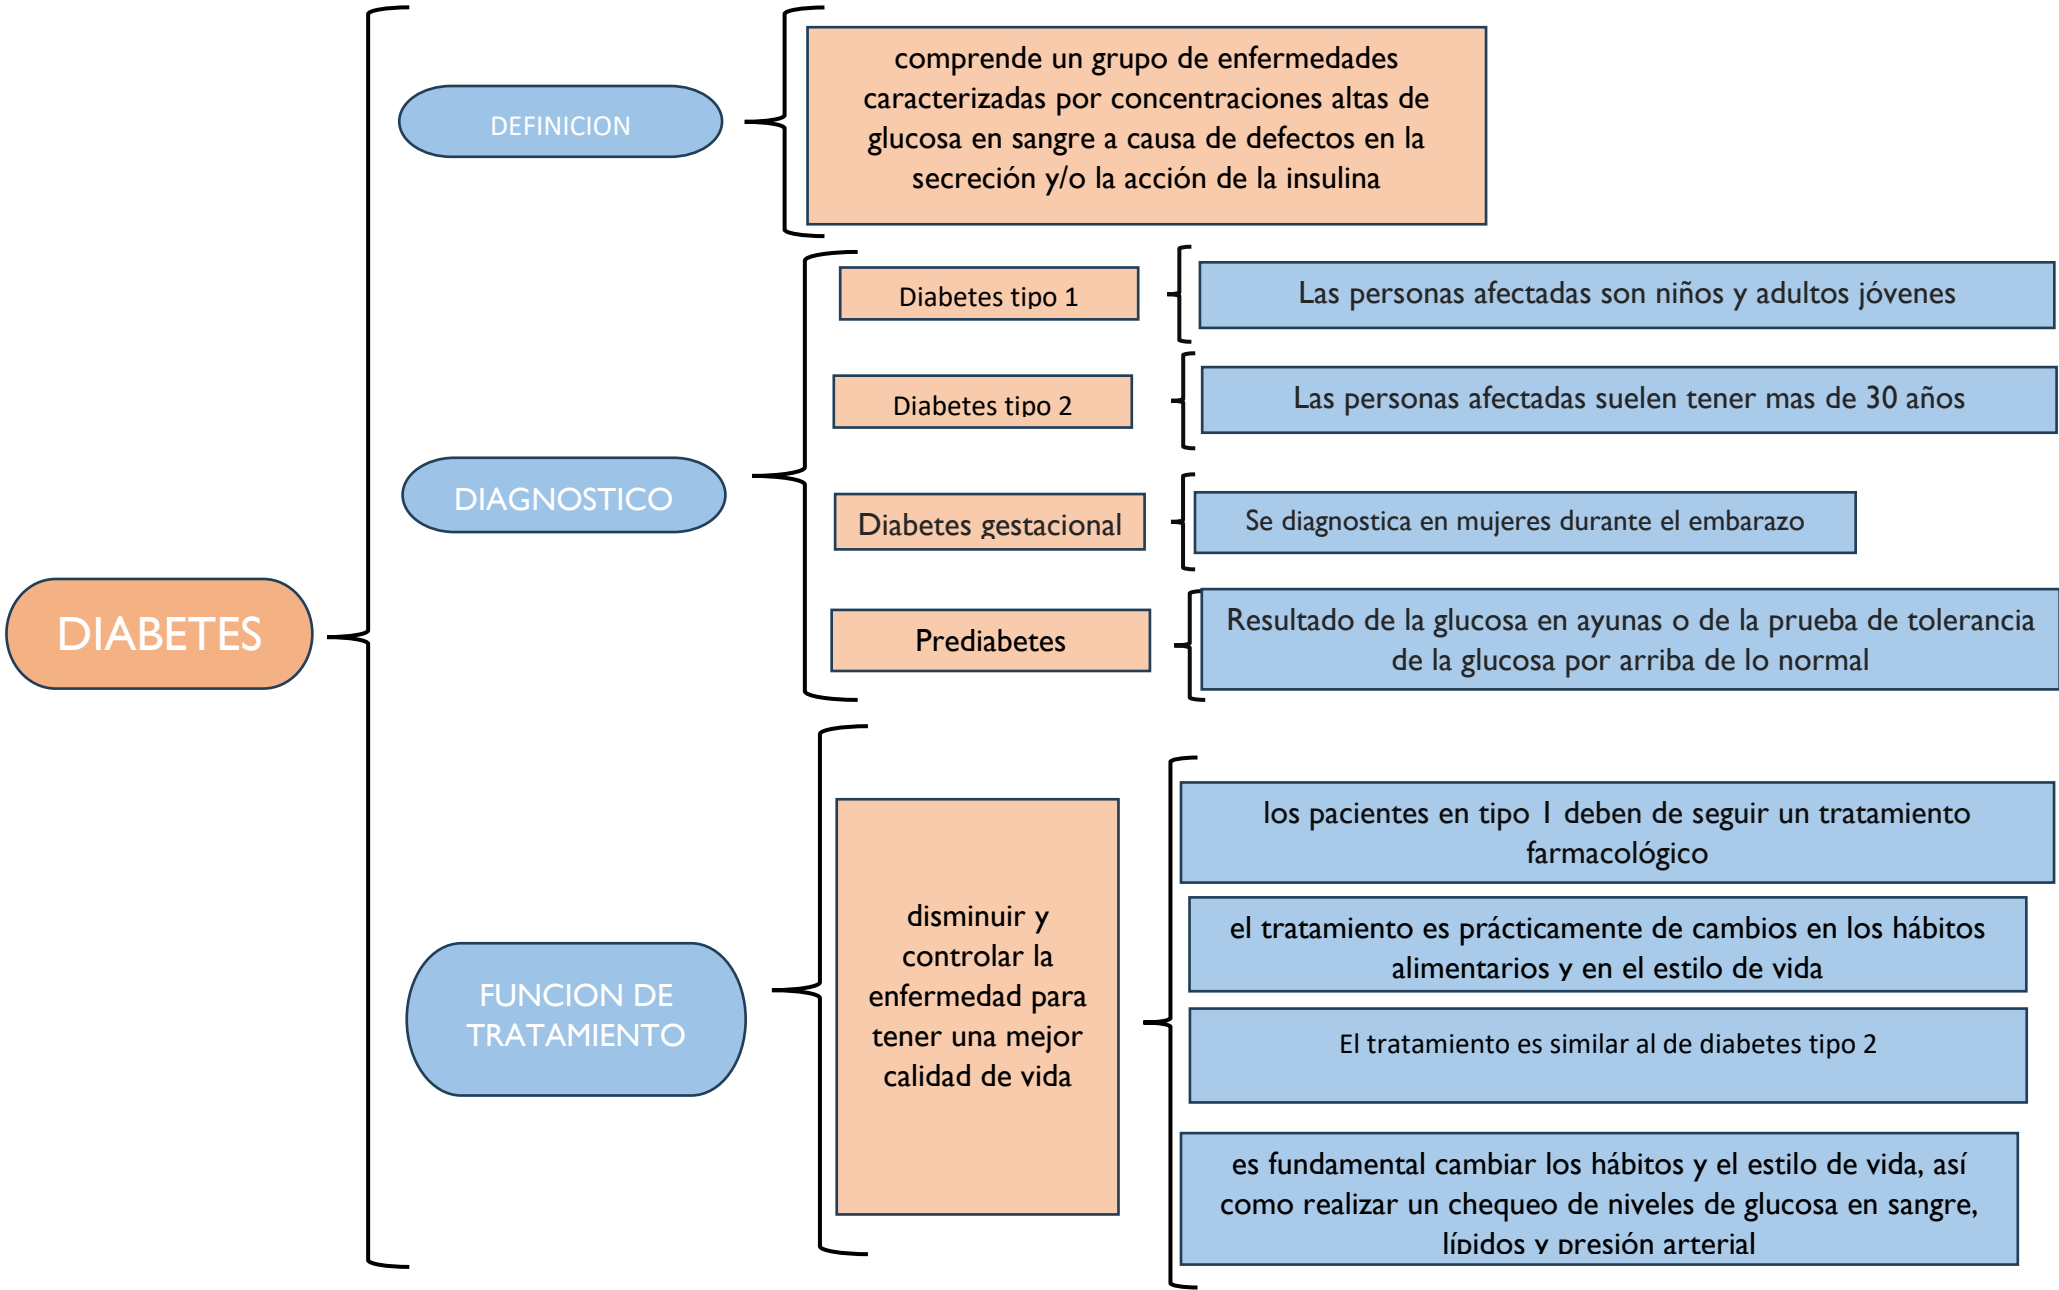 DIABETES
DEFINICION
comprende un grupo de enfermedades
caracterizadas por concentraciones altas de
glucosa en sangre a causa de defectos en la
secreción y/o la acción de la insulina
DIAGNOSTICO
Diabetes tipo 1
Las personas afectadas son niños y adultos jóvenes
Diabetes tipo 2
Las personas afectadas suelen tener mas de 30 años
Diabetes gestacional
Se diagnostica en mujeres durante el embarazo
Prediabetes
Resultado de la glucosa en ayunas o de la prueba de tolerancia
de la glucosa por arriba de lo normal
FUNCION DE
TRATAMIENTO
disminuir y
controlar la
enfermedad para
tener una mejor
calidad de vida
los pacientes en tipo 1 deben de seguir un tratamiento
farmacológico
el tratamiento es prácticamente de cambios en los hábitos
alimentarios y en el estilo de vida
El tratamiento es similar al de diabetes tipo 2
es fundamental cambiar los hábitos y el estilo de vida, así
como realizar un chequeo de niveles de glucosa en sangre,
lípidos y presión arterial